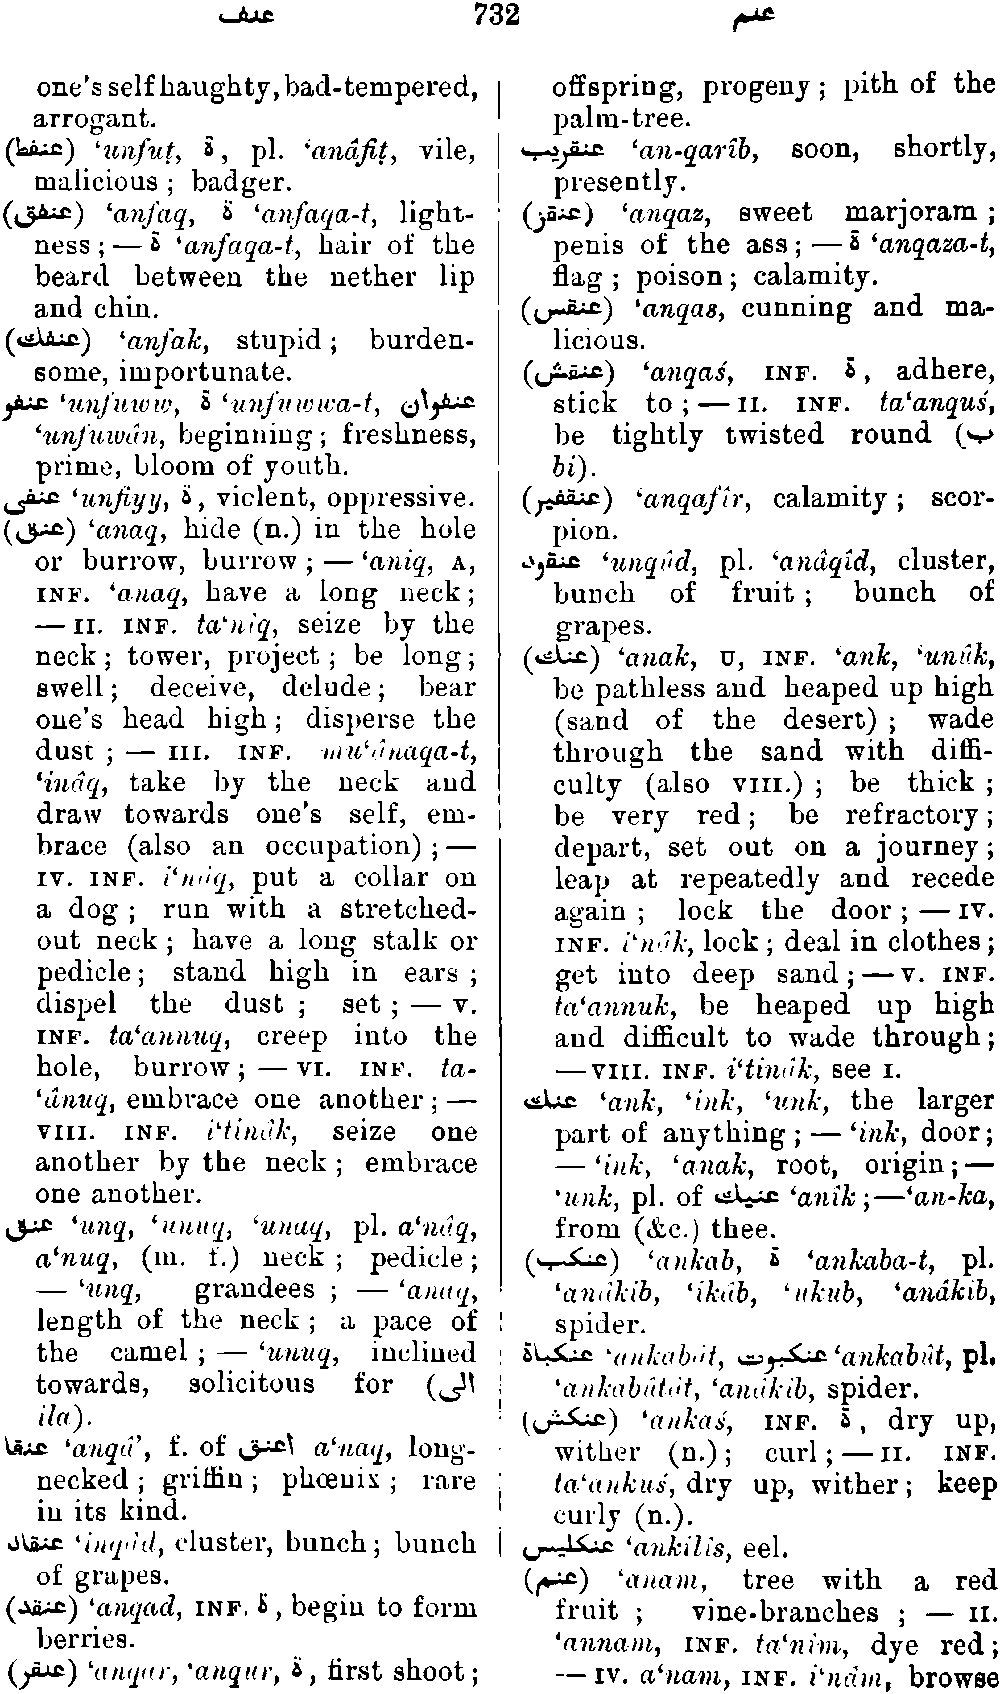 عنف 732 عنم
one's self haughty, bad-tempered,
arrogant.
(عنفط) ‘unfuṭ, ة, pl. ‘anâfiṭ, vile,
malicious ; badger.
(عنفق) ‘anfaq, ة ‘anfaqa-t, light-
ness ; — ة ‘anfaqa-t, hair of the
beard between the nether lip
and chin.
(عنفك) ‘anfak, stupid ; burden-
some, importunate.
عنفو ‘unfuww, ة ‘unfuwwa-t, عنفوان
‘unfuwân, beginning ; freshness,
prime, bloom of youth.
عنفى ‘unfiyy, ة, violent, oppressive.
(عنق) ‘anaq, hide (n.) in the hole
or burrow, burrow ; — ‘aniq, A,
INF. ‘anaq, have a long neck ;
— II. INF. ta‘nîq, seize by the
neck ; tower, project ; be long ;
swell ; deceive, delude ; bear
one's head high ; disperse the
dust ; — III. INF. mu‘ânaqa-t,
‘inâq, take by the neck and
draw towards one's self, em-
brace (also an occupation) ; —
IV. INF. i‘nâq, put a collar on
a dog ; run with a stretched-
out neck ; have a long stalk or
pedicle ; stand high in ears ;
dispel the dust ; set ; — V.
INF. ta‘annuq, creep into the
hole, burrow ; — VI. INF. ta-
‘ânuq, embrace one another ; —
VIII. INF. i‘tinâk, seize one
another by the neck ; embrace
one another.
عنق ‘unq, ‘unuq, ‘unuq, pl. a‘nâq,
a‘nuq, (m. f.) neck ; pedicle ;
— ‘unq, grandees ; — ‘anaq,
length of the neck ; a pace of
the camel ; — ‘unuq, inclined
towards, solicitous for (الى
ila).
عنقا ‘anqâ’, f. of اعنق a‘naq, long-
necked ; griffin ; phœnix ; rare
in its kind.
عنقاد ‘inqâd, cluster, bunch ; bunch
of grapes.
(عنقد) ‘anqad, INF. ة, begin to form
berries.
(عنقر) ‘anqar, ‘anqur, ة, first shoot ;
offspring, progeny ; pith of the
palm-tree.
عنقريب ‘an-qarîb, soon, shortly,
presently.
(عنقز) ‘anqaz, sweet marjoram ;
penis of the ass ; — ة ‘anqaza-t,
flag ; poison ; calamity.
(عنقس) ‘anqas, cunning and ma-
licious.
(عنقش) ‘anqaś, INF. ة, adhere,
stick to ; — II. INF. ta‘anquś,
be tightly twisted round (ب
bi).
(عنقفير) ‘anqafîr, calamity ; scor-
pion.
عنقود ‘unqûd, pl. ‘anâqîd, cluster,
bunch of fruit ; bunch of
grapes.
(عنك) ‘anak, U, INF. ‘ank, ‘unûk,
be pathless and heaped up high
(sand of the desert) ; wade
through the sand with diffi-
culty (also VIII.) ; be thick ;
be very red ; be refractory ;
depart, set out on a journey ;
leap at repeatedly and recede
again ; lock the door ; — IV.
INF. i‘nâk, lock ; deal in clothes ;
get into deep sand ; — V. INF.
ta‘annuk, be heaped up high
and difficult to wade through ;
— VIII. INF. i‘tinâk, see I.
عنك ‘ank, ‘ink, ‘unk, the larger
part of anything ; — ‘ink, door ;
— ‘ink, ‘anak, root, origin ; —
‘unk, pl. of عنيك ‘anîk ; — ‘an-ka,
from (&c.) thee.
(عنكب) ‘ankab, ة ‘ankaba-t, pl.
‘anâkib, ‘ikâb, ‘ukub, ‘anâkib,
spider.
عنكباة ‘ankabât, عنكبوت ‘ankabût, pl.
‘ankabûtât, ‘anâkib, spider.
(عنكش) ‘ankaś, INF. ة, dry up,
wither (n.) ; curl ; — II. INF.
ta‘ankuś, dry up, wither ; keep
curly (n.).
عنكليس ‘ankilîs, eel.
(عنم) ‘anam, tree with a red
fruit ; vine-branches ; — II.
‘annam, INF. ta‘nîm, dye red ;
— IV. a‘nam, INF. i‘nâm, browse